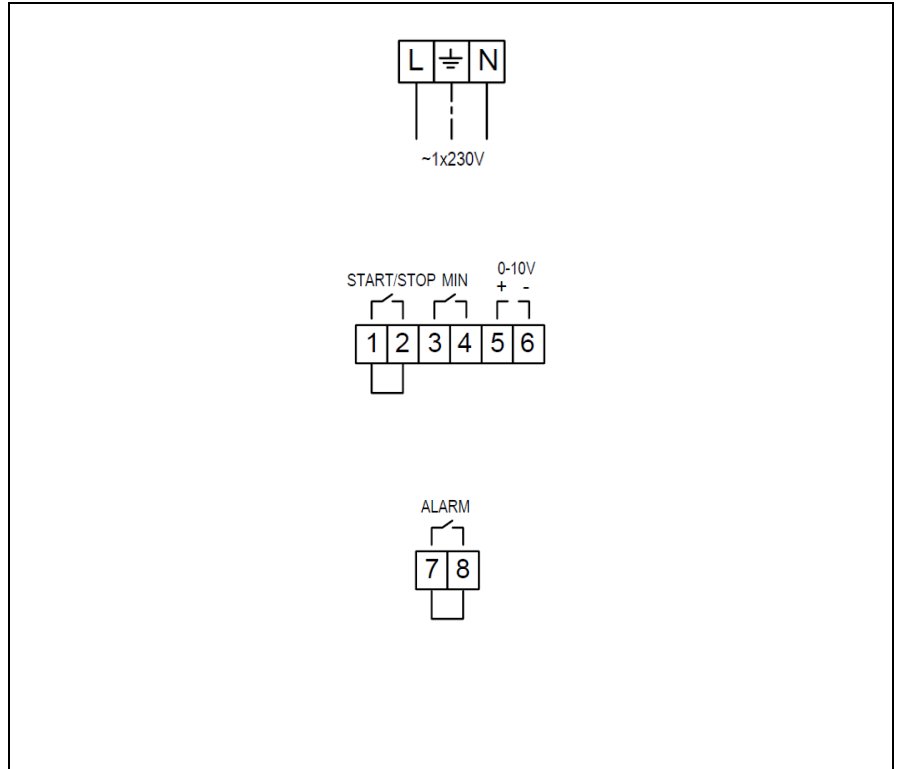 L ⏚ N
~1x230V
0-10V
START/STOP MIN + -
1 2 3 4 5 6
ALARM
7 8